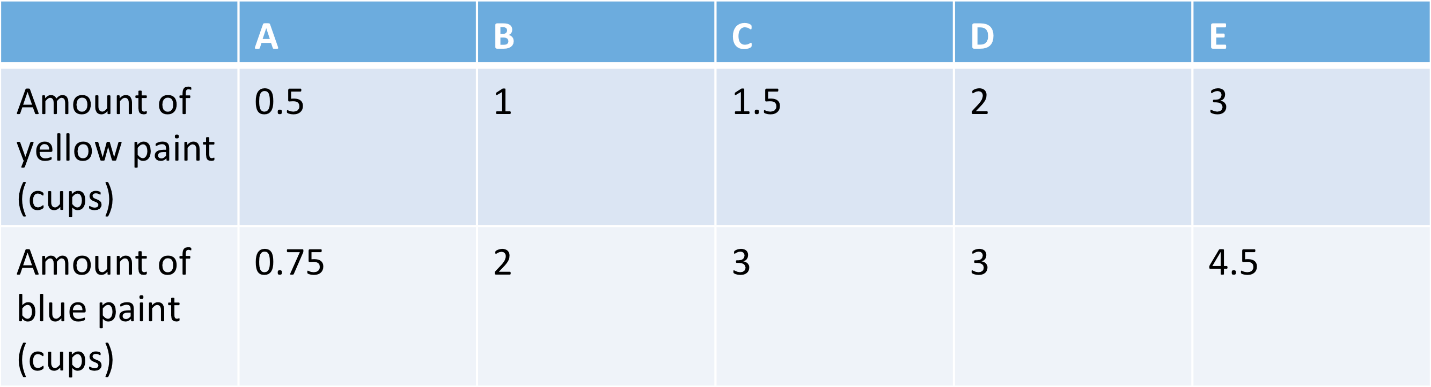 A B C D E
Amount of 0.5 1 1.5 2 3
yellow paint
(cups)
Amount of 0.75 2 3 3 4.5
blue paint
(cups)